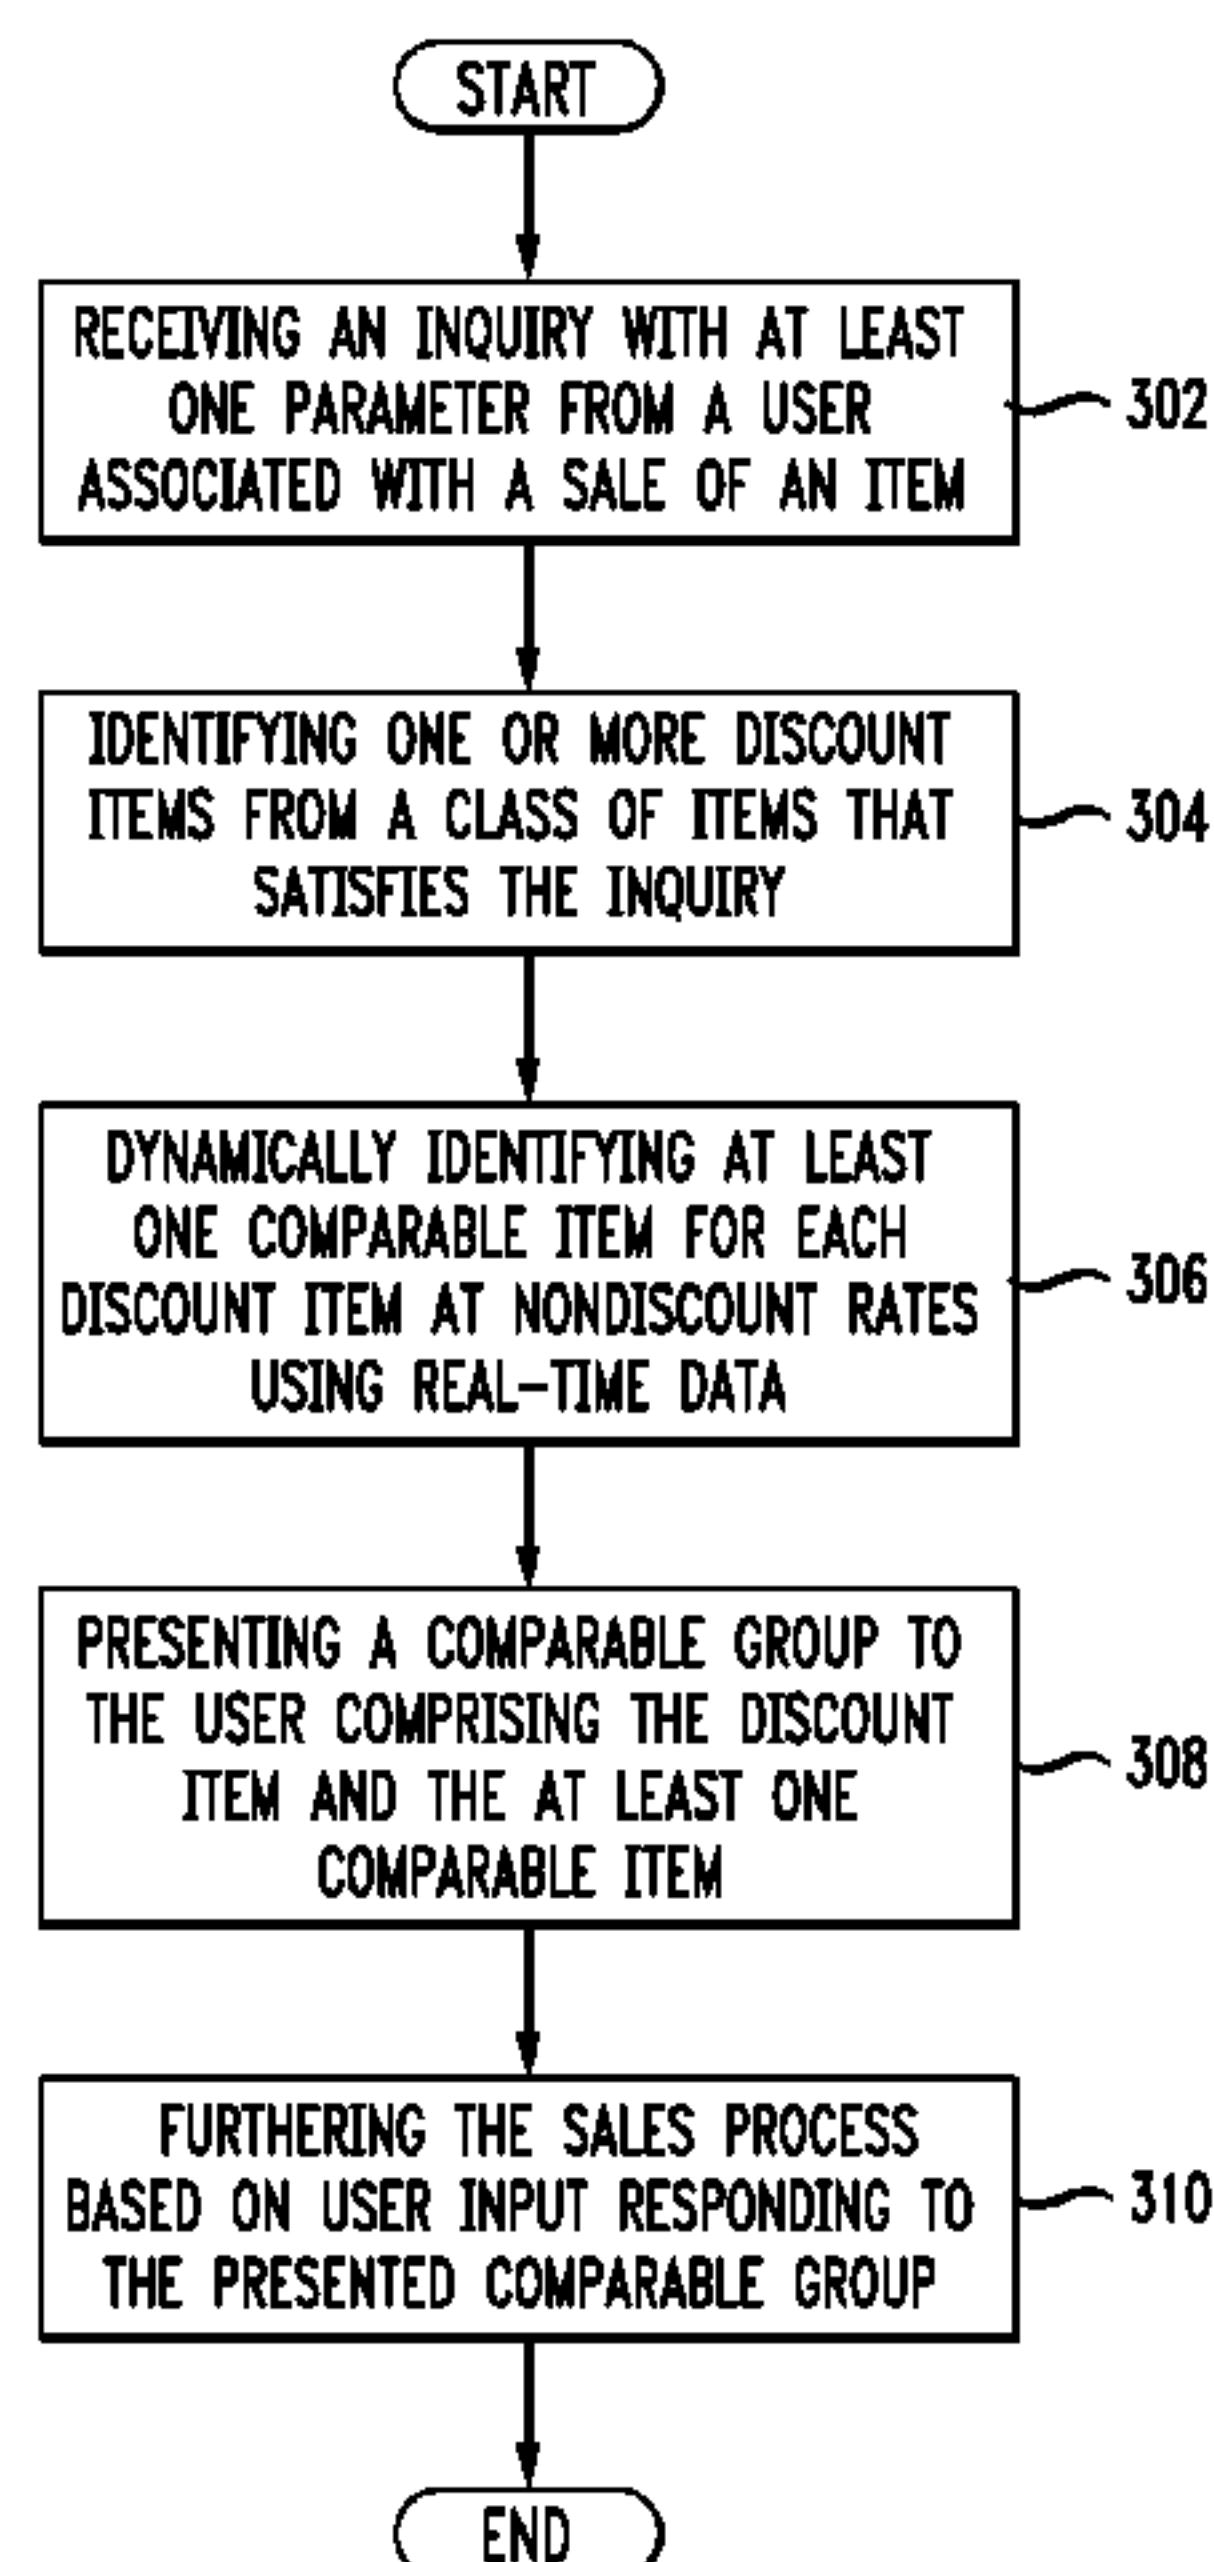 START
RECEIVING AN INQUIRY WITH AT LEAST
ONE PARAMETER FROM A USER
ASSOCIATED WITH A SALE OF AN ITEM
302
IDENTIFYING ONE OR MORE DISCOUNT
ITEMS FROM A CLASS OF ITEMS THAT
SATISFIES THE INQUIRY
304
DYNAMICALLY IDENTIFYING AT LEAST
ONE COMPARABLE ITEM FOR EACH
DISCOUNT ITEM AT NONDISCOUNT RATES
USING REAL-TIME DATA
306
PRESENTING A COMPARABLE GROUP TO
THE USER COMPRISING THE DISCOUNT
ITEM AND THE AT LEAST ONE
COMPARABLE ITEM
308
FURTHERING THE SALES PROCESS
BASED ON USER INPUT RESPONDING TO
THE PRESENTED COMPARABLE GROUP
310
END